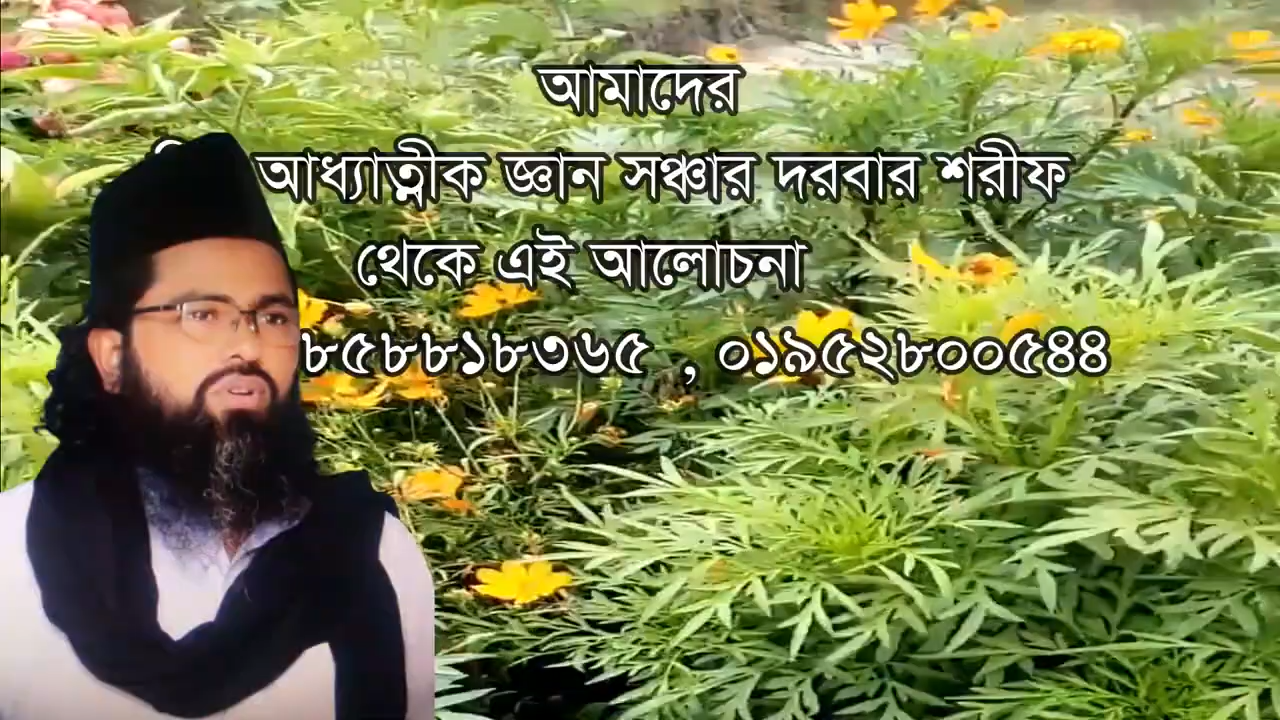 আমাদের
আধ্যাত্নীক জ্ঞান সঞ্চার দরবার শরীফ
থেকে এই আলোচনা
৮৫৮৮১৮৩৬৫ , ০১৯৫২৮০০৫৪৪